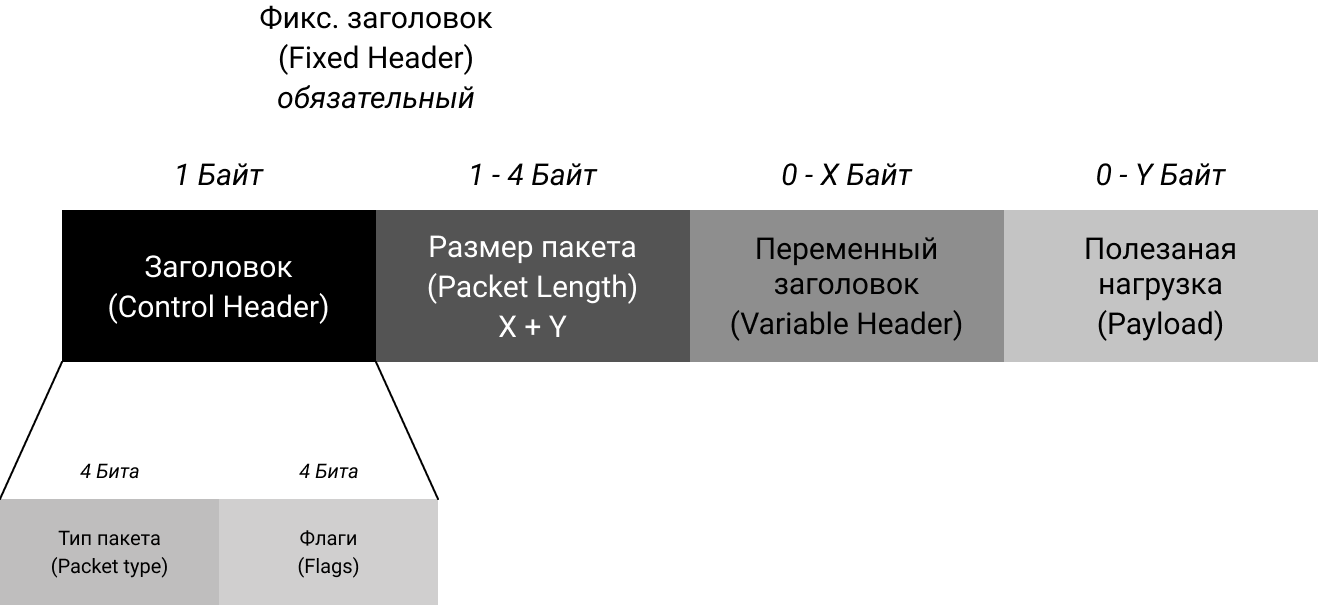 Фикс. заголовок
(Fixed Header)
обязательный
1 Байт
1 - 4 Байт
0 - X Байт
0 - Y Байт
Заголовок
(Control Header)
Размер пакета
(Packet Length)
X + Y
Переменный
заголовок
(Variable Header)
Полезаная
нагрузка
(Payload)
4 Бита
4 Бита
Тип пакета
(Packet type)
Флаги
(Flags)